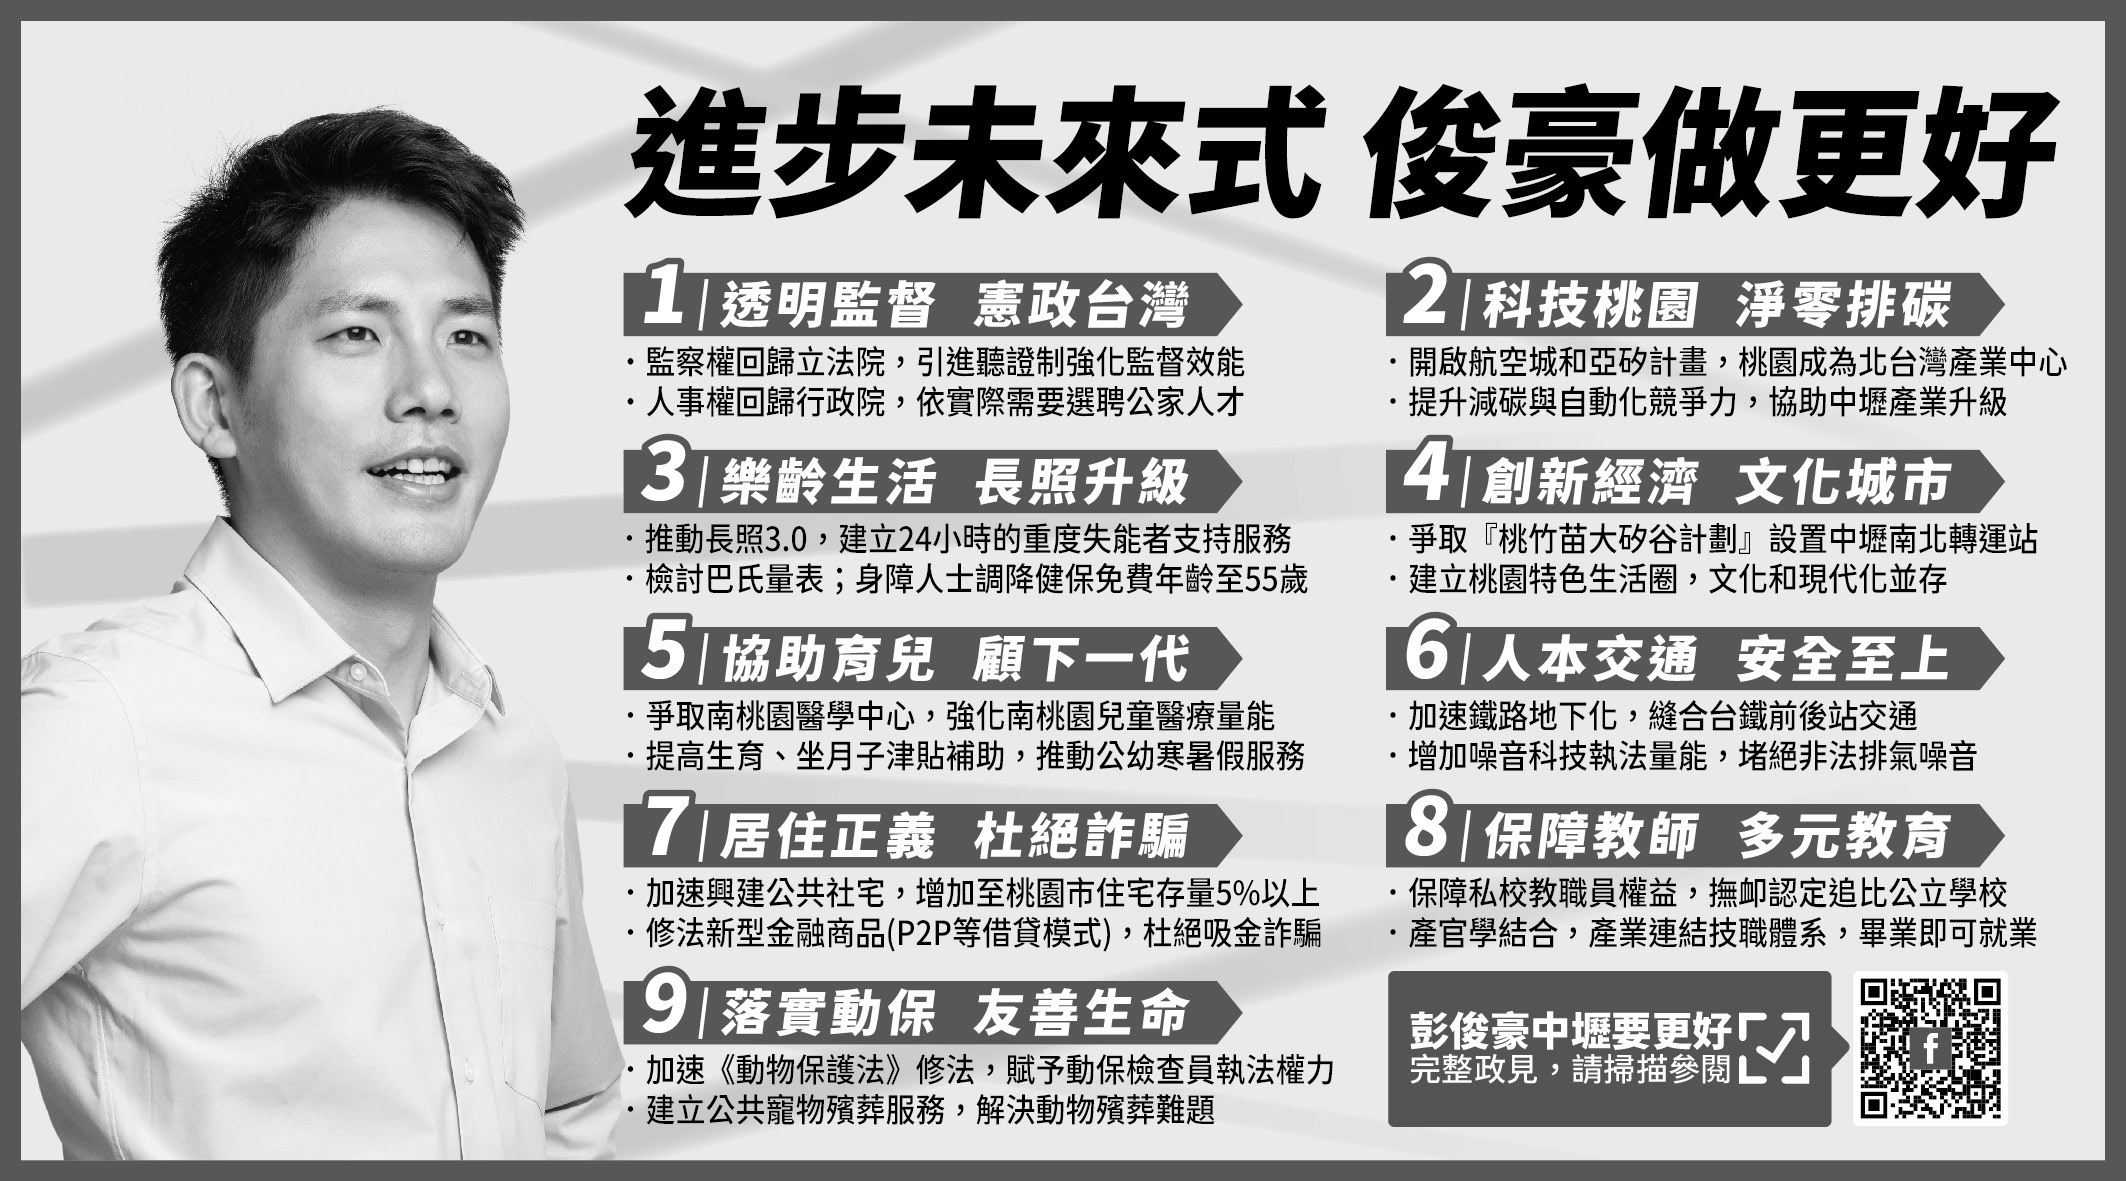 進步未來式 俊豪做更好
1 透明監督 憲政台灣
・監察權回歸立法院，引進聽證制強化監督效能
・人事權回歸行政院，依實際需要選聘公家人才
2 科技桃園 淨零排碳
・開啟航空城和亞矽計畫，桃園成為北台灣產業中心
・提升減碳與自動化競爭力，協助中壢產業升級
3 樂齡生活 長照升級
・推動長照3.0，建立24小時的重度失能者支持服務
・檢討巴氏量表；身障人士調降健保免費年齡至55歲
4 創新經濟 文化城市
・爭取『桃竹苗大矽谷計劃』設置中壢南北轉運站
・建立桃園特色生活圈，文化和現代化並存
5 協助育兒 顧下一代
・爭取南桃園醫學中心，強化南桃園兒童醫療量能
・提高生育、坐月子津貼補助，推動公幼寒暑假服務
6 人本交通 安全至上
・加速鐵路地下化，縫合台鐵前後站交通
・增加噪音科技執法量能，堵絕非法排氣噪音
7 居住正義 杜絕詐騙
・加速興建公共社宅，增加至桃園市住宅存量5%以上
・修法新型金融商品(P2P等借貸模式)，杜絕吸金詐騙
8 保障教師 多元教育
・保障私校教職員權益，撫卹認定追比公立學校
・產官學結合，產業連結技職體系，畢業即可就業
9 落實動保 友善生命
・加速《動物保護法》修法，賦予動保檢查員執法權力
・建立公共寵物殯葬服務，解決動物殯葬難題
彭俊豪中壢要更好
完整政見，請掃描參閱
f